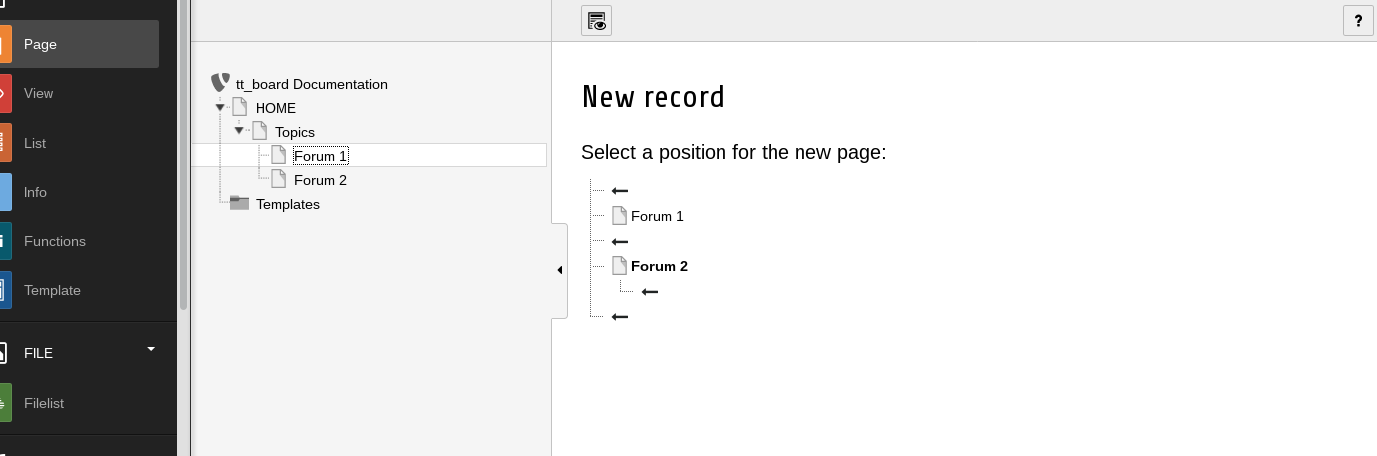 Page
View
List
Info
Functions
Template
FILE
Filelist
tt_board Documentation
HOME
Topics
Forum 1
Forum 2
Templates
?
New record
Select a position for the new page:
Forum 1
Forum 2